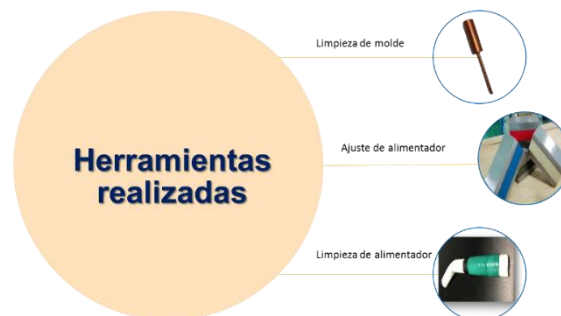 Limpieza de molde
Ajuste de alimentador
Herramientas
realizadas
Limpieza de alimentador